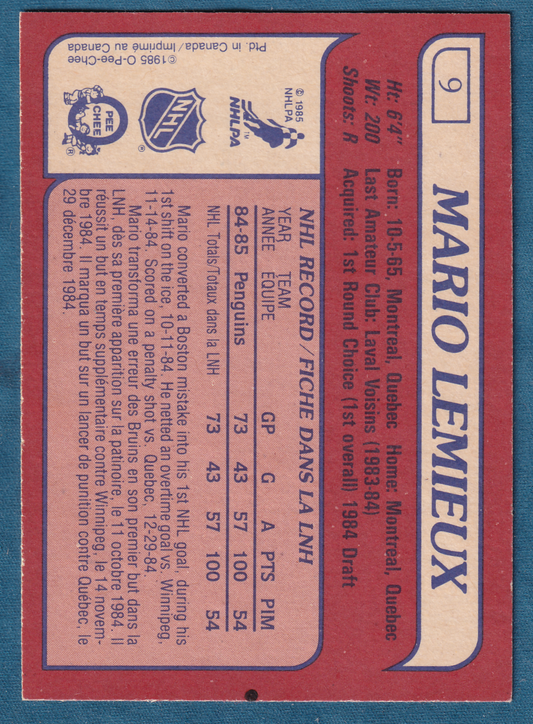 9
MARIO LEMIEUX
Ht: 6'4" Born: 10-5-65, Montreal, Quebec Home: Montreal, Quebec
Wt: 200 Last Amateur Club: Laval Voisins (1983-84)
Shoots: R Acquired: 1st Round Choice (1st overall) 1984 Draft
© 1985
NHLPA
NHLPA™
NHL
®
O
PEE
CHEE
©1985 O-Pee-Chee
Ptd. in Canada/Imprimé au Canada
NHL RECORD/FICHE DANS LA LNH
YEAR TEAM
ANNÉE ÉQUIPE GP G A PTS PIM
84-85 Penguins 73 43 57 100 54
NHL Totals/Totaux dans la LNH 73 43 57 100 54
Mario converted a Boston mistake into his 1st NHL goal, during his
1st shift on the ice, 10-11-84. He netted an overtime goal vs. Winnipeg,
11-14-84. Scored on a penalty shot vs. Quebec, 12-29-84.
Mario transforma une erreur des Bruins en son premier but dans la
LNH, dès sa première apparition sur la patinoire, le 11 octobre 1984. Il
réussit un but en temps supplémentaire contre Winnipeg, le 14 novem-
bre 1984. Il marqua un but sur un lancer de punition contre Québec, le
29 décembre 1984.